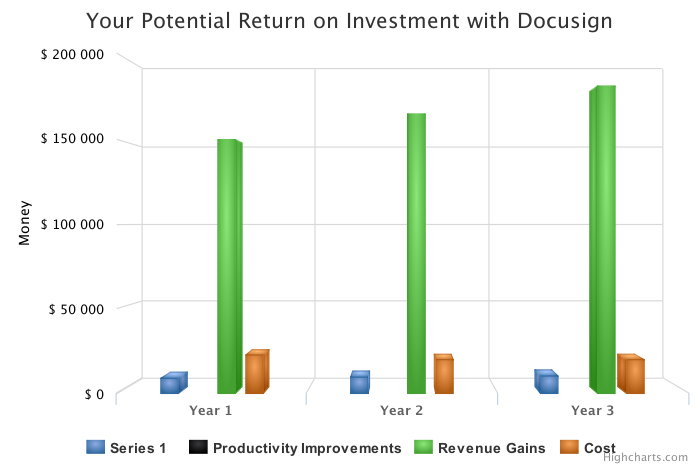 Your Potential Return on Investment with Docusign
$ 200 000
$ 150 000
$ 100 000
$ 50 000
$ 0
Money
Year 1
Year 2
Year 3
Series 1
Productivity Improvements
Revenue Gains
Cost
Highcharts.com